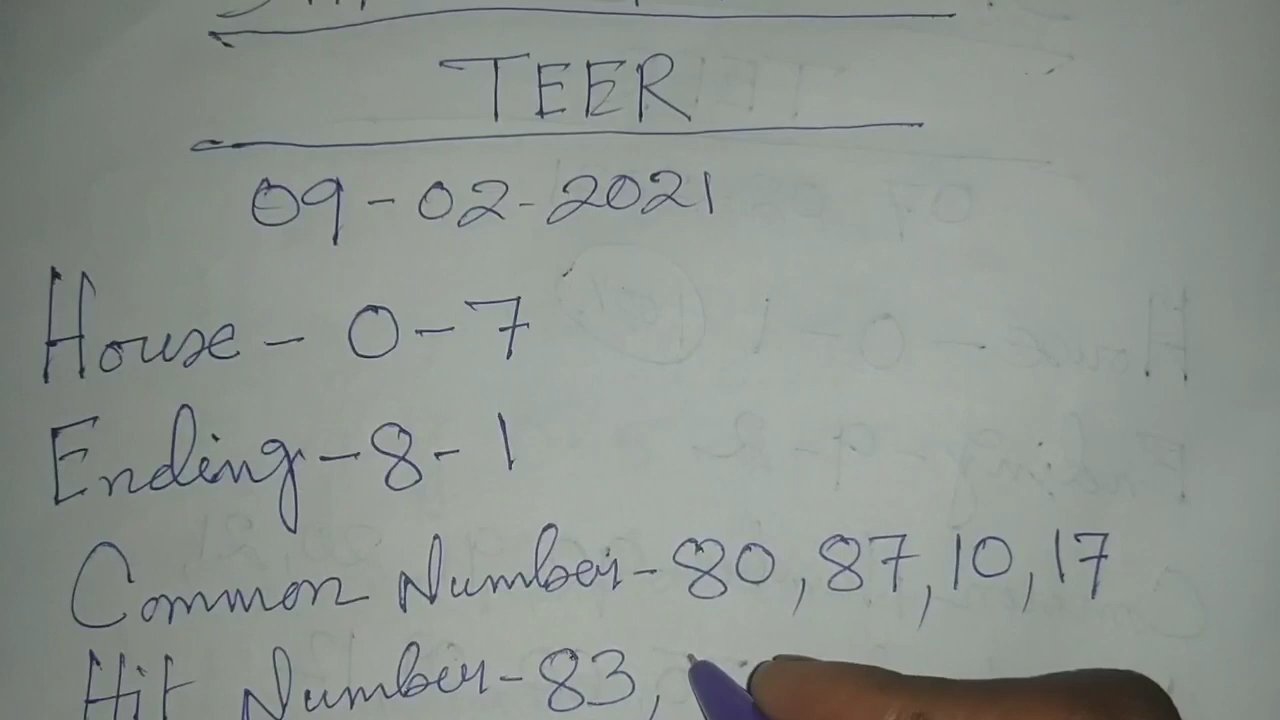 TEER
09-02-2021
House - 0-7
Ending - 8-1
Common Number - 80, 87, 10, 17
Hit Number - 83,